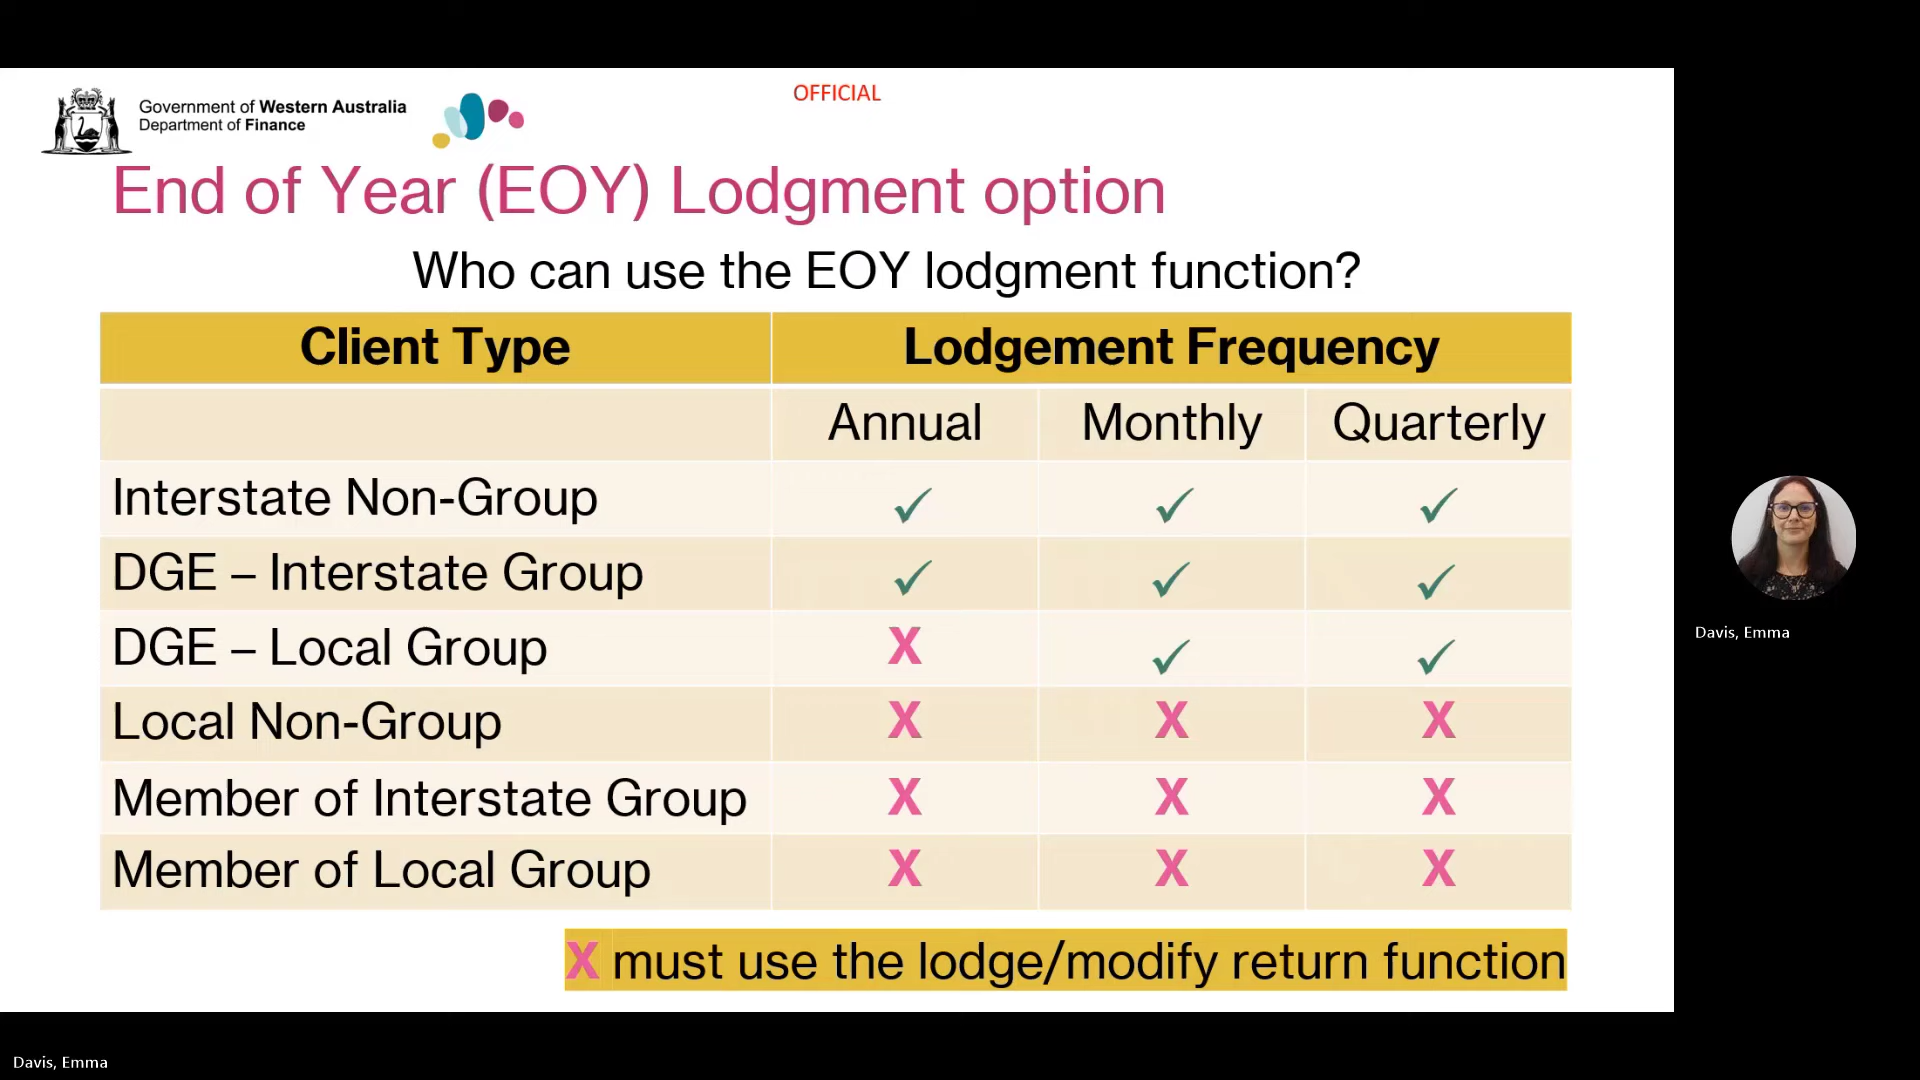 OFFICIAL
Government of Western Australia
Department of Finance
End of Year (EOY) Lodgment option
Who can use the EOY lodgment function?
Client Type Lodgement Frequency
Annual Monthly Quarterly
Interstate Non-Group ✓ ✓ ✓
DGE – Interstate Group ✓ ✓ ✓
DGE – Local Group X ✓ ✓
Local Non-Group X X X
Member of Interstate Group X X X
Member of Local Group X X X
X must use the lodge/modify return function
Davis, Emma
Davis, Emma